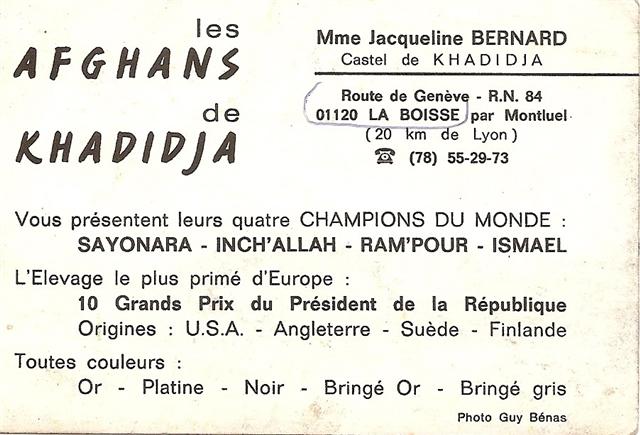 les
AFGHANS
de
KHADIDJA
Mme Jacqueline BERNARD
Castel de KHADIDJA
Route de Genève - R.N. 84
01120 LA BOISSE par Montluel
(20 km de Lyon)
☎ (78) 55-29-73
Vous présentent leurs quatre CHAMPIONS DU MONDE :
SAYONARA - INCH'ALLAH - RAM'POUR - ISMAEL
L'Elevage le plus primé d'Europe :
10 Grands Prix du Président de la République
Origines : U.S.A. - Angleterre - Suède - Finlande
Toutes couleurs :
Or - Platine - Noir - Bringé Or - Bringé gris
Photo Guy Bénas